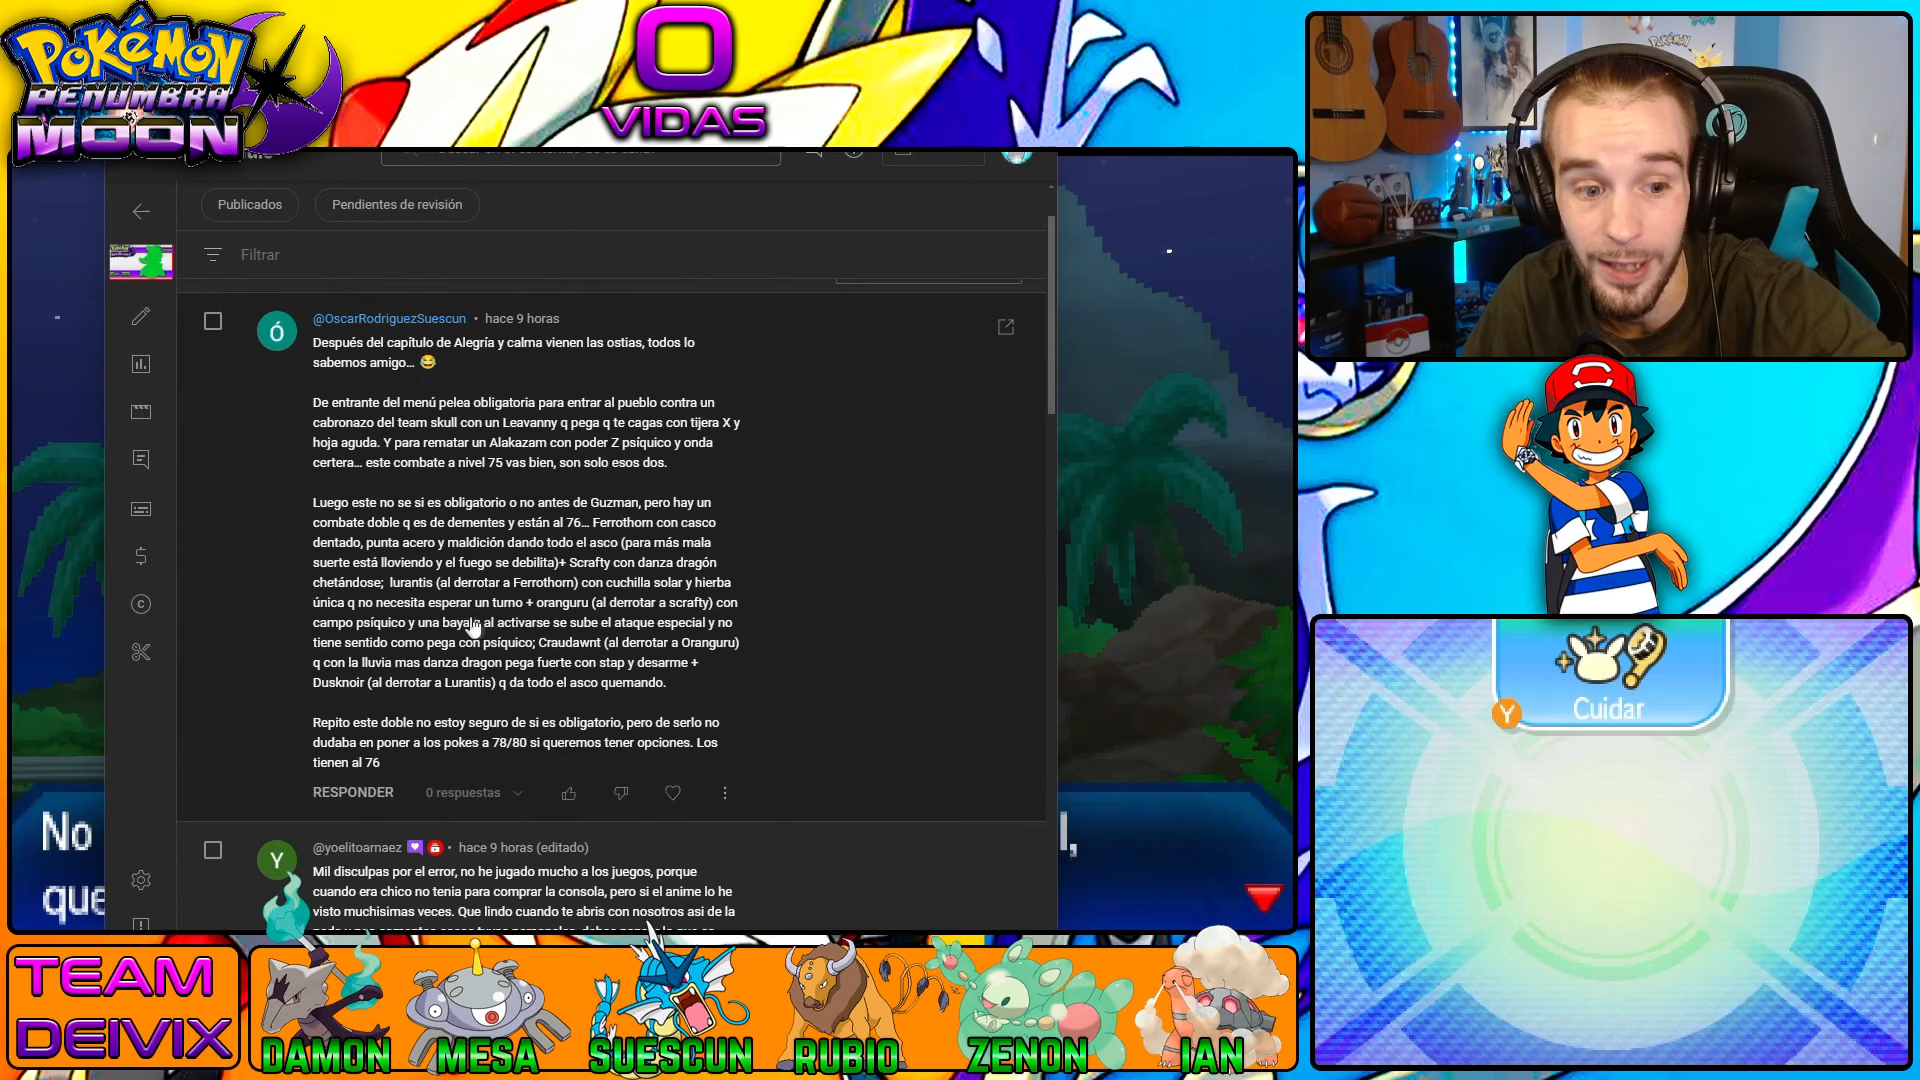 POKÉMON
PENUMBRA
MOON
0
VIDAS
Publicados
Pendientes de revisión
Filtrar
@OscarRodriguezSuescun • hace 9 horas
Ó
Después del capítulo de Alegría y calma vienen las ostias, todos lo
sabemos amigo... 😂
De entrante del menú pelea obligatoria para entrar al pueblo contra un
cabronazo del team skull con un Leavanny q pega q te cagas con tijera X y
hoja aguda. Y para rematar un Alakazam con poder Z psíquico y onda
certera... este combate a nivel 75 vas bien, son solo esos dos.
Luego este no se si es obligatorio o no antes de Guzman, pero hay un
combate doble q es de dementes y están al 76... Ferrothorn con casco
dentado, punta acero y maldición dando todo el asco (para más mala
suerte está lloviendo y el fuego se debilita)+ Scrafty con danza dragón
chetándose; lurantis (al derrotar a Ferrothorn) con cuchilla solar y hierba
única q no necesita esperar un turno + oranguru (al derrotar a scrafty) con
campo psíquico y una baya q al activarse se sube el ataque especial y no
tiene sentido como pega con psíquico; Craudawnt (al derrotar a Oranguru)
q con la lluvia mas danza dragon pega fuerte con stap y desarme +
Dusknoir (al derrotar a Lurantis) q da todo el asco quemando.
Repito este doble no estoy seguro de si es obligatorio, pero de serlo no
dudaba en poner a los pokes a 78/80 si queremos tener opciones. Los
tienen al 76
RESPONDER
0 respuestas
@yoelitoarnaez • hace 9 horas (editado)
Y
Mil disculpas por el error, no he jugado mucho a los juegos, porque
cuando era chico no tenia para comprar la consola, pero si el anime lo he
visto muchisimas veces. Que lindo cuando te abris con nosotros asi de la
No
que
l,
Y
Cuidar
TEAM
DEIVIX
DAMON
MESA
SUESCUN
RUBIO
ZENON
IAN